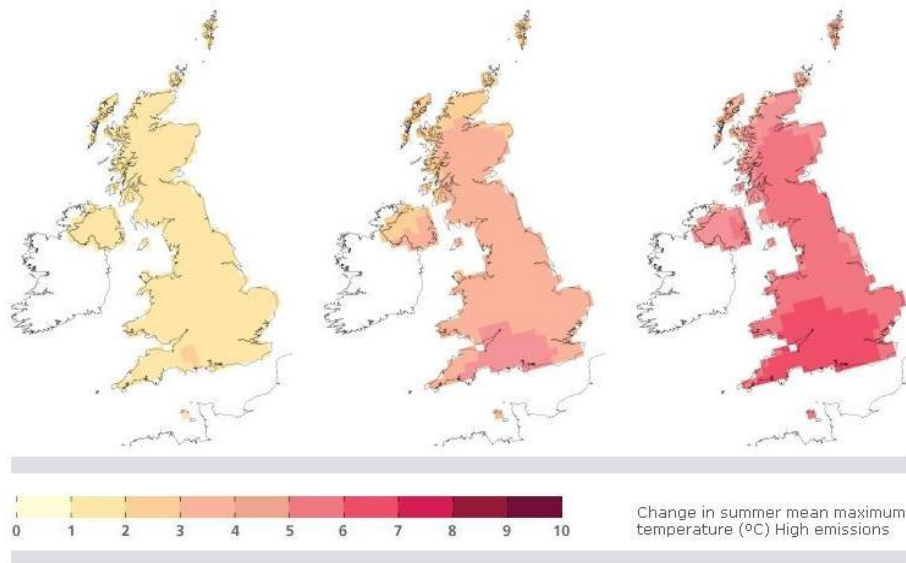 0 1 2 3 4 5 6 7 8 9 10
Change in summer mean maximum
temperature (ºC) High emissions